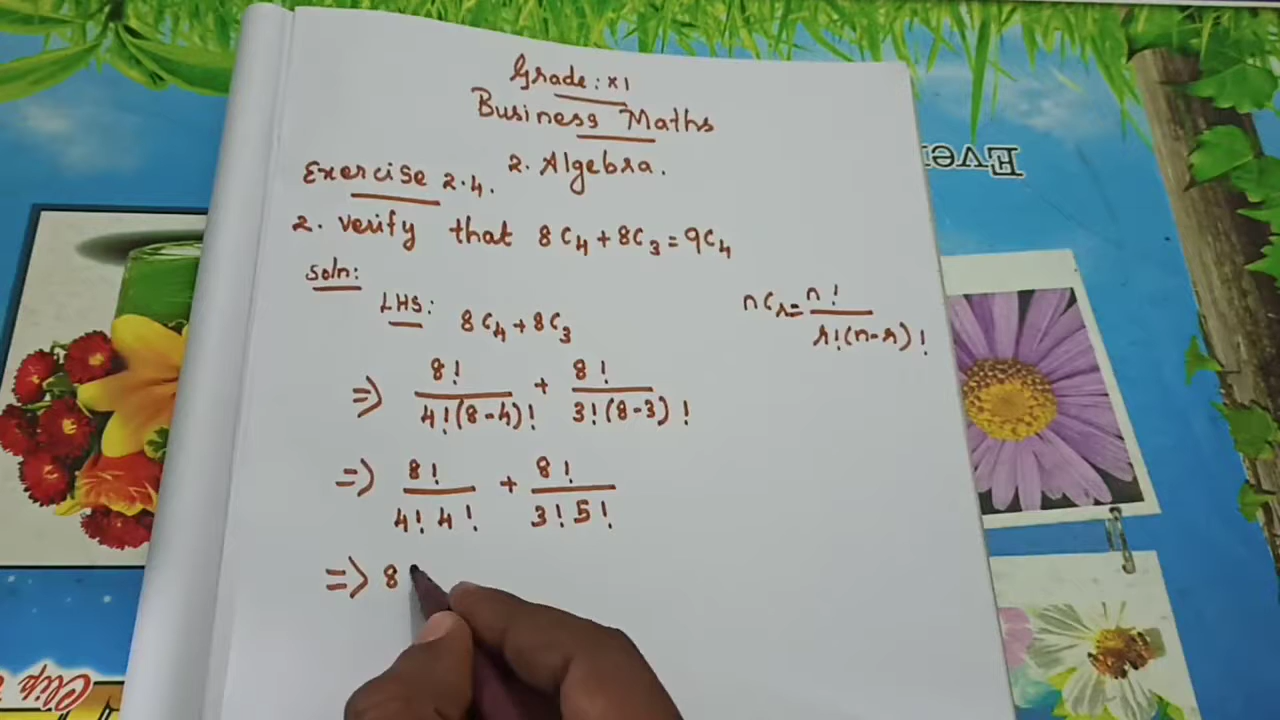 Grade: XI
Business Maths
2. Algebra.
Exercise 2.4.
2. Verify that 8C₄ + 8C₃ = 9C₄
Soln:
LHS: 8C₄ + 8C₃
nCᵣ = n! / r!(n-r)!
=> 8! / 4!(8-4)! + 8! / 3!(8-3)!
=> 8! / 4! 4! + 8! / 3! 5!
=> 8
Clip